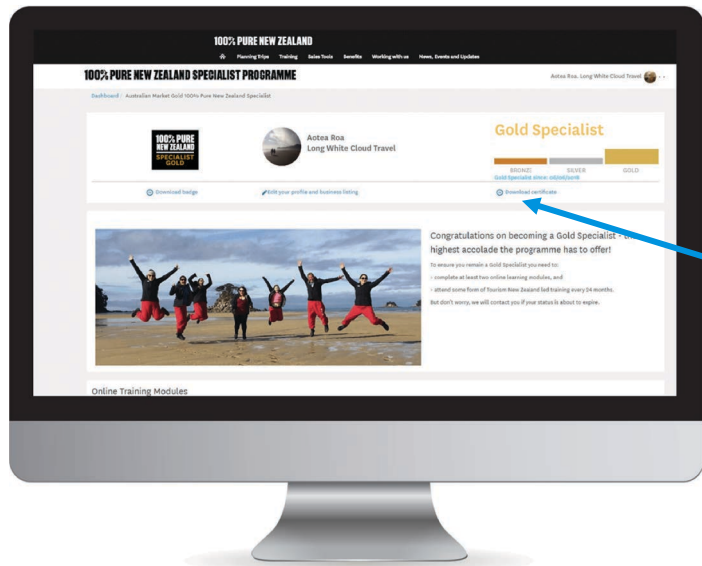 100% PURE NEW ZEALAND
Planning Trips Training Sales Tools Benefits Working with us News, Events and Updates
100% PURE NEW ZEALAND SPECIALIST PROGRAMME
Aotea Roa. Long White Cloud Travel
Dashboard / Australian Market Gold 100% Pure New Zealand Specialist
100% PURE
NEW ZEALAND
SPECIALIST
GOLD
Aotea Roa
Long White Cloud Travel
Gold Specialist
BRONZE SILVER GOLD
Gold Specialist since:
Download badge
Edit your profile and business listing
Download certificate
Congratulations on becoming a Gold Specialist -
highest accolade the programme has to offer!
To ensure you remain a Gold Specialist you need to:
- complete at least two online learning modules, and
- attend some form of Tourism New Zealand led training every 24 months.
But don't worry, we will contact you if your status is about to expire.
Online Training Modules